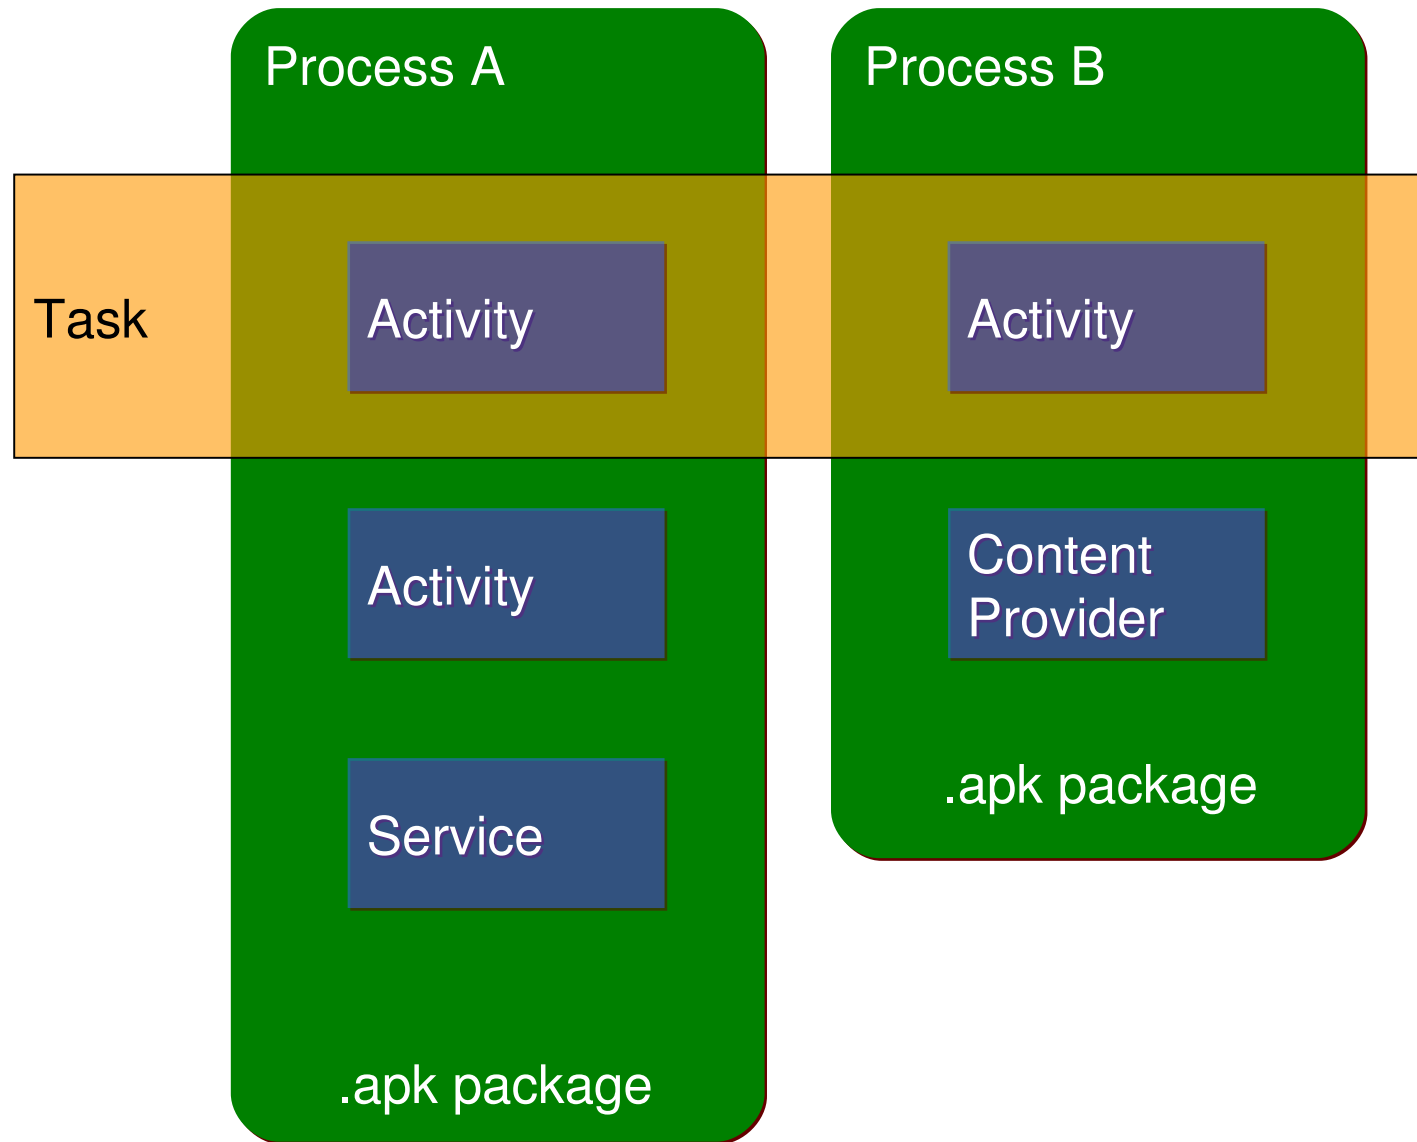 Process A
Process B
Task
Activity
Activity
Activity
Content
Provider
Service
.apk package
.apk package